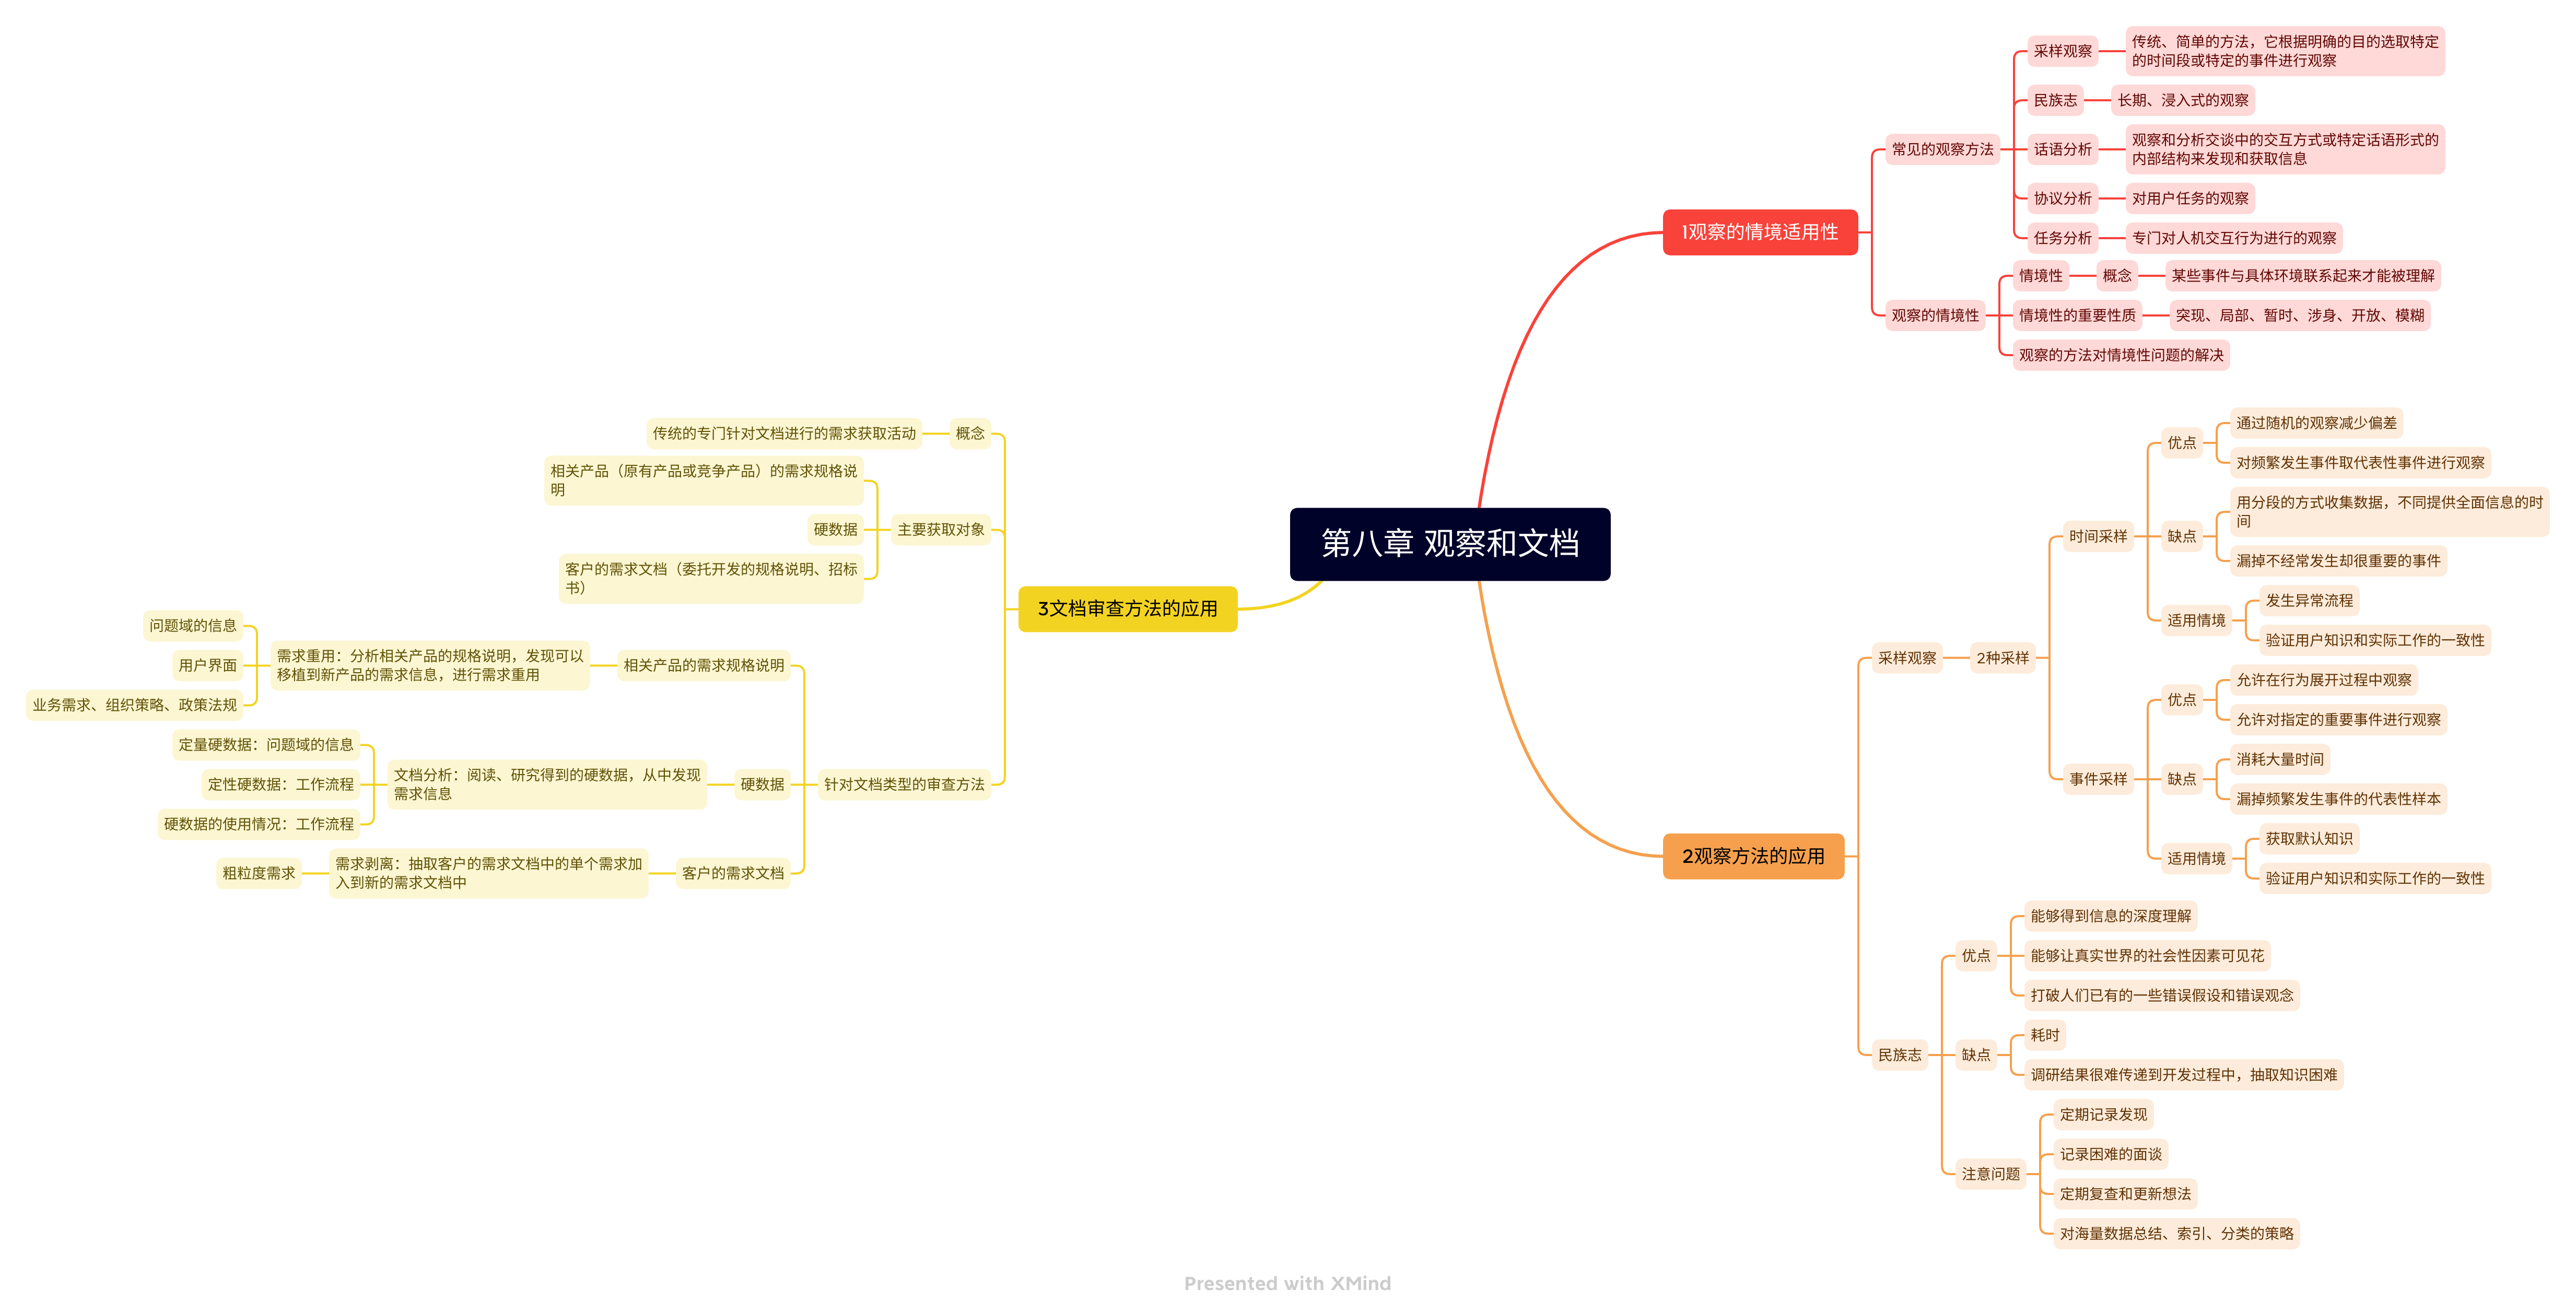 第八章 观察和文档
1观察的情境适用性
常见的观察方法
采样观察
传统、简单的方法，它根据明确的目的选取特定
的时间段或特定的事件进行观察
民族志
长期、浸入式的观察
话语分析
观察和分析交谈中的交互方式或特定话语形式的
内部结构来发现和获取信息
协议分析
对用户任务的观察
任务分析
专门对人机交互行为进行的观察
观察的情境性
情境性
概念
某些事件与具体环境联系起来才能被理解
情境性的重要性质
突现、局部、暂时、涉身、开放、模糊
观察的方法对情境性问题的解决
2观察方法的应用
采样观察
2种采样
时间采样
优点
通过随机的观察减少偏差
对频繁发生事件取代表性事件进行观察
缺点
用分段的方式收集数据，不同提供全面信息的时
间
漏掉不经常发生却很重要的事件
适用情境
发生异常流程
验证用户知识和实际工作的一致性
事件采样
优点
允许在行为展开过程中观察
允许对指定的重要事件进行观察
缺点
消耗大量时间
漏掉频繁发生事件的代表性样本
适用情境
获取默认知识
验证用户知识和实际工作的一致性
民族志
优点
能够得到信息的深度理解
能够让真实世界的社会性因素可见花
打破人们已有的一些错误假设和错误观念
缺点
耗时
调研结果很难传递到开发过程中，抽取知识困难
注意问题
定期记录发现
记录困难的面谈
定期复查和更新想法
对海量数据总结、索引、分类的策略
3文档审查方法的应用
概念
传统的专门针对文档进行的需求获取活动
主要获取对象
相关产品（原有产品或竞争产品）的需求规格说
明
硬数据
客户的需求文档（委托开发的规格说明、招标
书）
针对文档类型的审查方法
相关产品的需求规格说明
需求重用：分析相关产品的规格说明，发现可以
移植到新产品的需求信息，进行需求重用
问题域的信息
用户界面
业务需求、组织策略、政策法规
硬数据
文档分析：阅读、研究得到的硬数据，从中发现
需求信息
定量硬数据：问题域的信息
定性硬数据：工作流程
硬数据的使用情况：工作流程
客户的需求文档
需求剥离：抽取客户的需求文档中的单个需求加
入到新的需求文档中
粗粒度需求
Presented with XMind